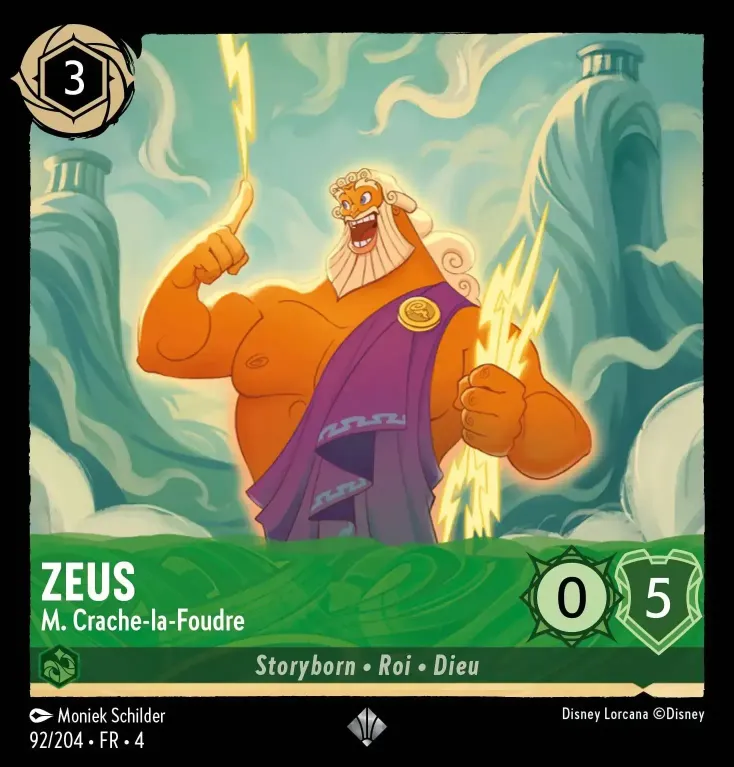 3
ZEUS
M. Crache-la-Foudre
0
5
Storyborn • Roi • Dieu
Moniek Schilder
Disney Lorcana ©Disney
92/204 • FR • 4